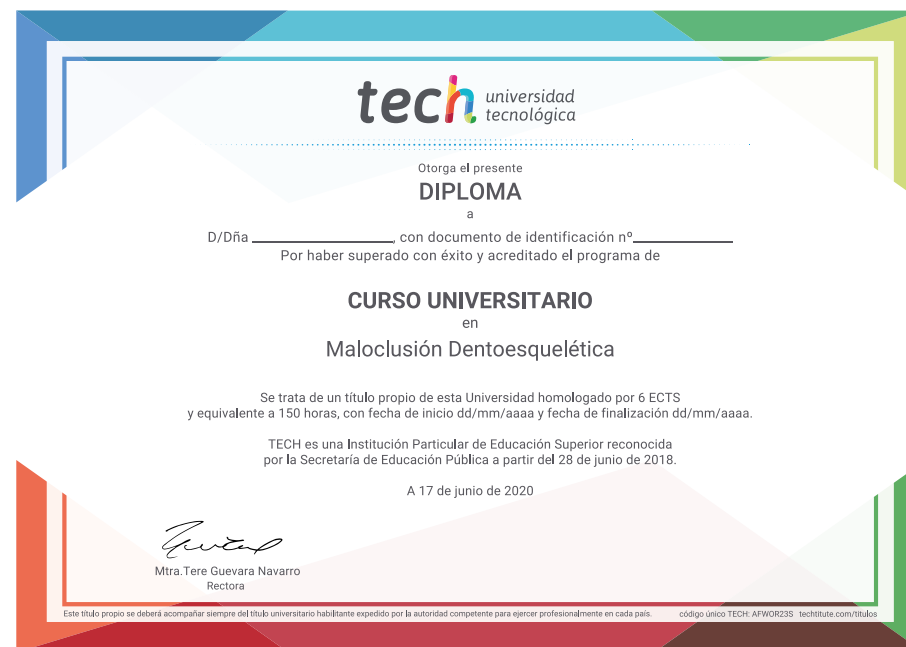 tech universidad
tecnológica
Otorga el presente
DIPLOMA
a
D/Dña ________________, con documento de identificación nº____________
Por haber superado con éxito y acreditado el programa de
CURSO UNIVERSITARIO
en
Maloclusión Dentoesquelética
Se trata de un título propio de esta Universidad homologado por 6 ECTS
y equivalente a 150 horas, con fecha de inicio dd/mm/aaaa y fecha de finalización dd/mm/aaaa.
TECH es una Institución Particular de Educación Superior reconocida
por la Secretaría de Educación Pública a partir del 28 de junio de 2018.
A 17 de junio de 2020
Mtra.Tere Guevara Navarro
Rectora
Este título propio se deberá acompañar siempre del título universitario habilitante expedido por la autoridad competente para ejercer profesionalmente en cada país. código único TECH: AFWOR23S techtitute.com/titulos